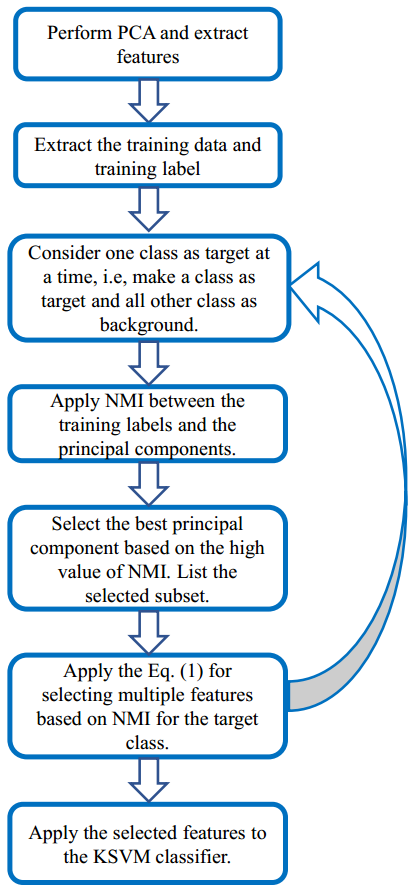 Perform PCA and extract
features
Extract the training data and
training label
Consider one class as target at
a time, i.e, make a class as
target and all other class as
background.
Apply NMI between the
training labels and the
principal components.
Select the best principal
component based on the high
value of NMI. List the
selected subset.
Apply the Eq. (1) for
selecting multiple features
based on NMI for the target
class.
Apply the selected features to
the KSVM classifier.